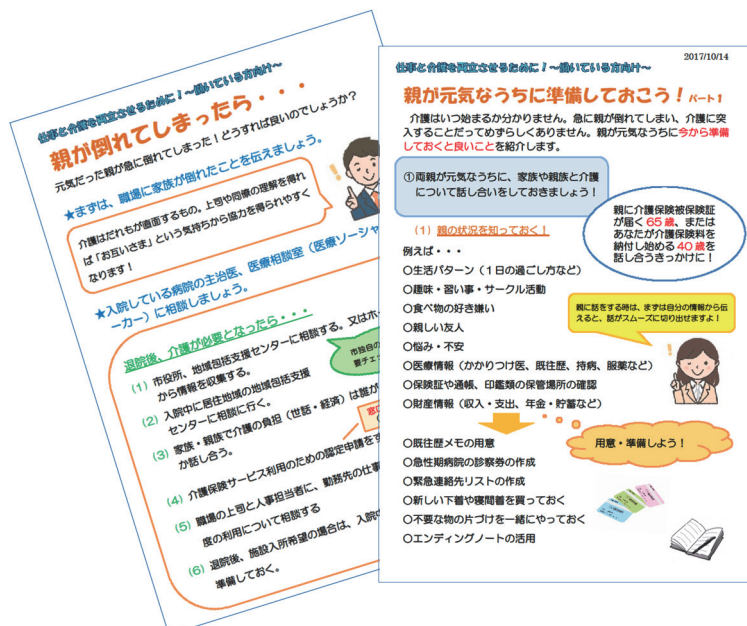 仕事と介護を両立させるために！～働いている方向け～
親が倒れてしまったら・・・
元気だった親が急に倒れてしまった！どうすれば良いのでしょうか？
★まずは、職場に家族が倒れたことを伝えましょう。
介護はだれもが直面するもの。上司や同僚の理解を得れ
ば「お互いさま」という気持ちから協力を得られやすく
なります！
★入院している病院の主治医、医療相談室（医療ソーシャ
ーカー）に相談しましょう。
退院後、介護が必要となったら・・・
（1）市役所、地域包括支援センターに相談する。又はホー
から情報を収集する。
市独自の
（2）入院中に居住地域の地域包括支援
センターに相談に行く。
（3）家族・親族で介護の負担（世話・経済）は誰が
か話し合う。
（4）介護保険サービス利用のための認定申請をす
（5）職場の上司と人事担当者に、勤務先の仕事
度の利用について相談する
（6）退院後、施設入所希望の場合は、入院中
準備しておく。
2017/10/14
仕事と介護を両立させるために！～働いている方向け～
親が元気なうちに準備しておこう！パート1
介護はいつ始まるか分かりません。急に親が倒れてしまい、介護に突
入することだってめずらしくありません。親が元気なうちに今から準備
しておくと良いことを紹介します。
①両親が元気なうちに、家族や親族と介護
について話し合いをしておきましょう！
親に介護保険被保険証
が届く65歳、または
あなたが介護保険料を
納付し始める40歳を
話し合うきっかけに！
（1）親の状況を知っておく！
例えば・・・
○生活パターン（1日の過ごし方など）
○趣味・習い事・サークル活動
○食べ物の好き嫌い
○親しい友人
○悩み・不安
○医療情報（かかりつけ医、既往歴、持病、服薬など）
○保険証や通帳、印鑑類の保管場所の確認
○財産情報（収入・支出、年金・貯蓄など）
親に話をする時は、まずは自分の情報から伝
えると、話がスムーズに切り出せますよ！
用意・準備しよう！
○既往歴メモの用意
○急性期病院の診察券の作成
○緊急連絡先リストの作成
○新しい下着や寝間着を買っておく
○不要な物の片づけを一緒にやっておく
○エンディングノートの活用